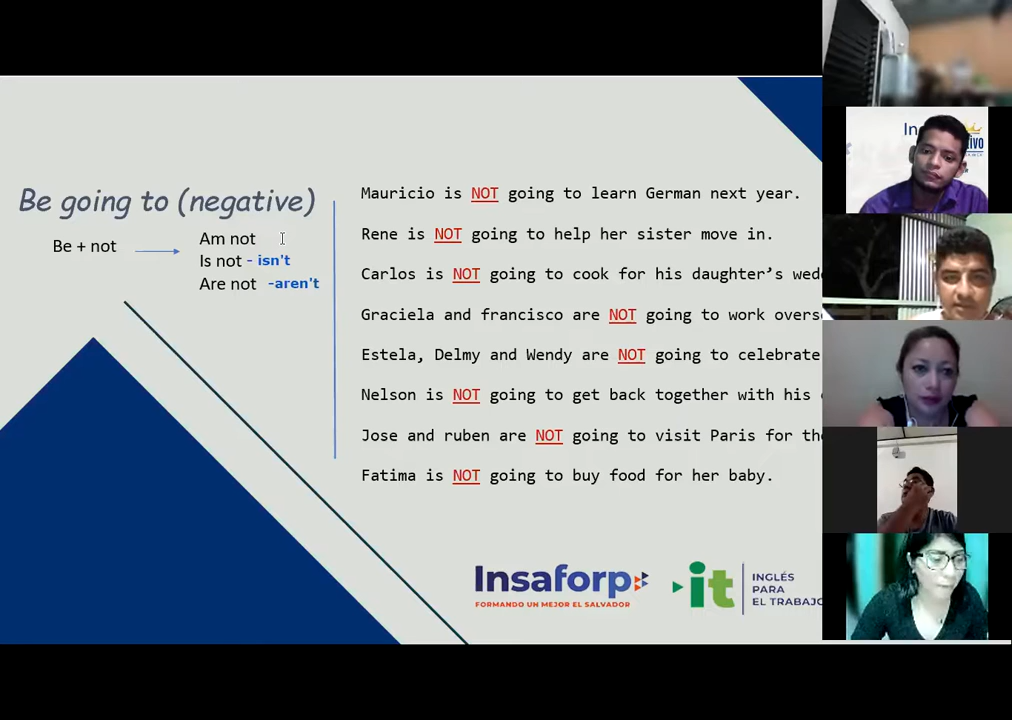 Be going to (negative)
Be + not
Am not
Is not - isn't
Are not -aren't
Mauricio is NOT going to learn German next year.
Rene is NOT going to help her sister move in.
Carlos is NOT going to cook for his daughter’s wed
Graciela and francisco are NOT going to work overs
Estela, Delmy and Wendy are NOT going to celebrate
Nelson is NOT going to get back together with his
Jose and ruben are NOT going to visit Paris for th
Fatima is NOT going to buy food for her baby.
Insaforp
FORMANDO UN MEJOR EL SALVADOR
it
INGLÉS
PARA
EL TRABAJO
In